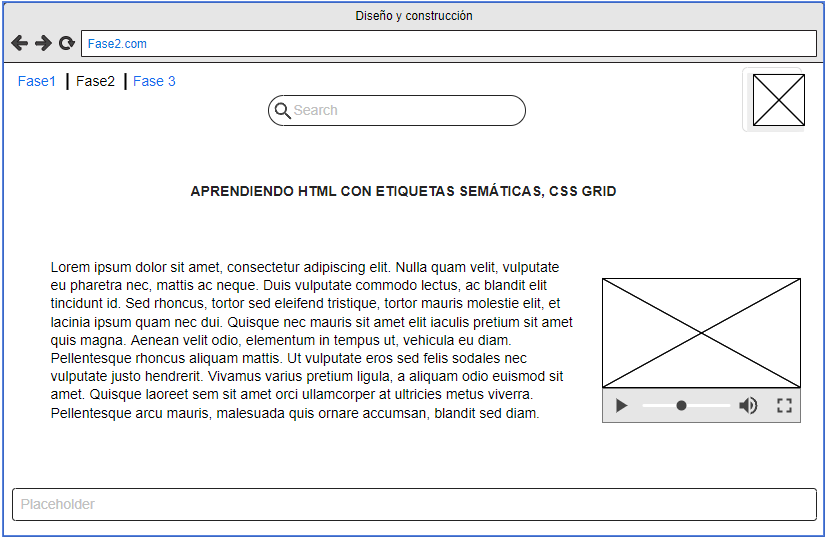 Diseño y construcción
Fase2.com
Fase1 | Fase2 | Fase 3
Search
APRENDIENDO HTML CON ETIQUETAS SEMÁTICAS, CSS GRID
Lorem ipsum dolor sit amet, consectetur adipiscing elit. Nulla quam velit, vulputate
eu pharetra nec, mattis ac neque. Duis vulputate commodo lectus, ac blandit elit
tincidunt id. Sed rhoncus, tortor sed eleifend tristique, tortor mauris molestie elit, et
lacinia ipsum quam nec dui. Quisque nec mauris sit amet elit iaculis pretium sit amet
quis magna. Aenean velit odio, elementum in tempus ut, vehicula eu diam.
Pellentesque rhoncus aliquam mattis. Ut vulputate eros sed felis sodales nec
vulputate justo hendrerit. Vivamus varius pretium ligula, a aliquam odio euismod sit
amet. Quisque laoreet sem sit amet orci ullamcorper at ultricies metus viverra.
Pellentesque arcu mauris, malesuada quis ornare accumsan, blandit sed diam.
Placeholder